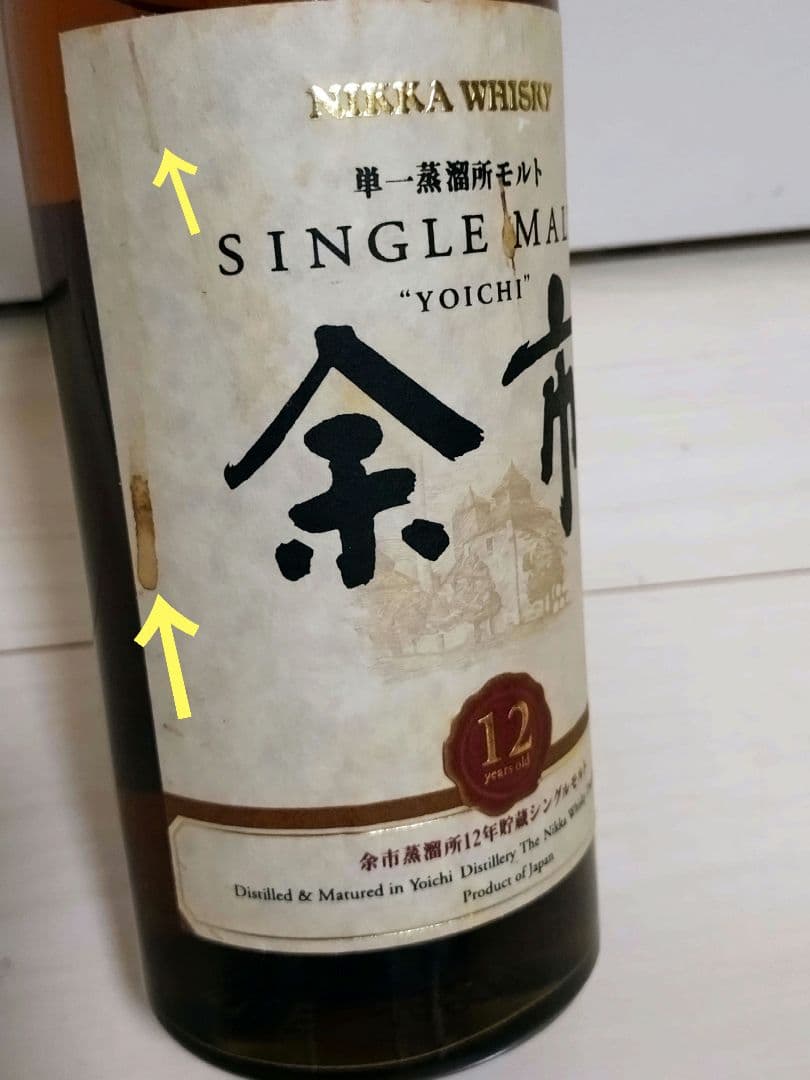 NIKKA WHISKY
単一蒸溜所モルト
SINGLE MAL
"YOICHI"
余市
12
years old
余市蒸溜所12年貯蔵シングルモルト
Distilled & Matured in Yoichi Distillery The Nikka Whisky
Product of Japan